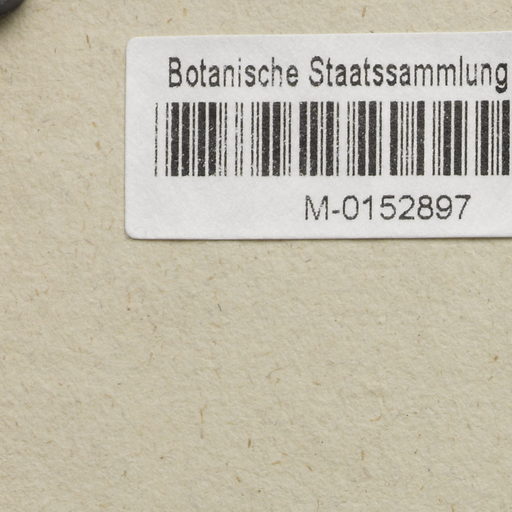 Botanische Staatssammlung
M-0152897